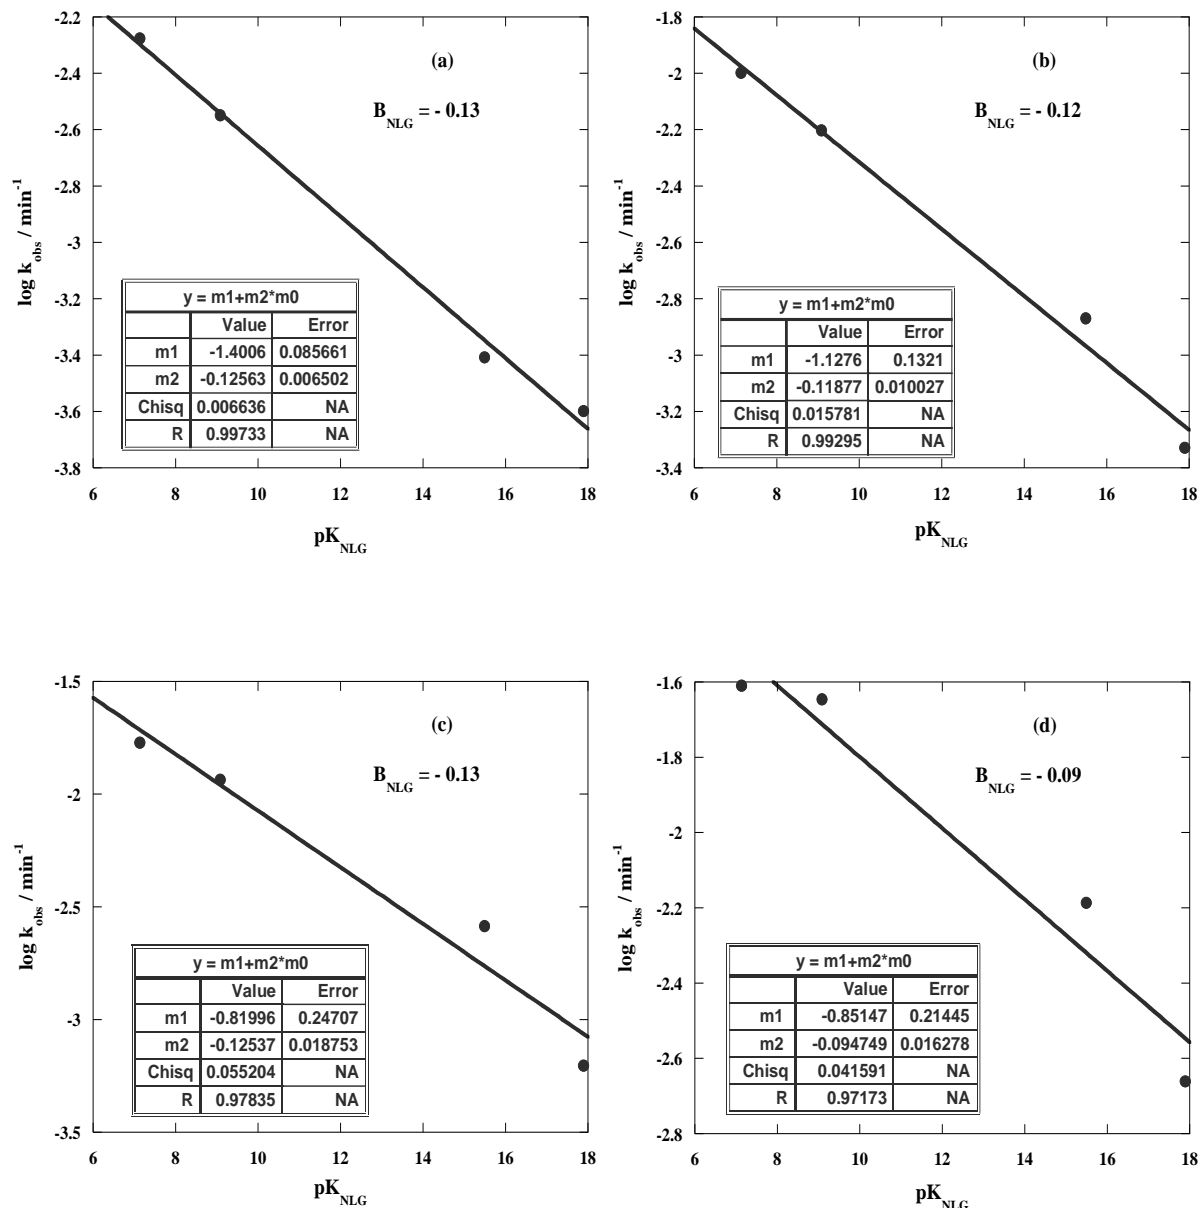 (a)
B_NLG = - 0.13
log k_obs / min^-1
-2.2
-2.4
-2.6
-2.8
-3
-3.2
-3.4
-3.6
-3.8
y = m1+m2*m0
Value Error
m1 -1.4006 0.085661
m2 -0.12563 0.006502
Chisq 0.006636 NA
R 0.99733 NA
6 8 10 12 14 16 18
pK_NLG
(b)
B_NLG = - 0.12
log k_obs / min^-1
-1.8
-2
-2.2
-2.4
-2.6
-2.8
-3
-3.2
-3.4
y = m1+m2*m0
Value Error
m1 -1.1276 0.1321
m2 -0.11877 0.010027
Chisq 0.015781 NA
R 0.99295 NA
6 8 10 12 14 16 18
pK_NLG
(c)
B_NLG = - 0.13
log k_obs / min^-1
-1.5
-2
-2.5
-3
-3.5
y = m1+m2*m0
Value Error
m1 -0.81996 0.24707
m2 -0.12537 0.018753
Chisq 0.055204 NA
R 0.97835 NA
6 8 10 12 14 16 18
pK_NLG
(d)
B_NLG = - 0.09
log k_obs / min^-1
-1.6
-1.8
-2
-2.2
-2.4
-2.6
-2.8
y = m1+m2*m0
Value Error
m1 -0.85147 0.21445
m2 -0.094749 0.016278
Chisq 0.041591 NA
R 0.97173 NA
6 8 10 12 14 16 18
pK_NLG